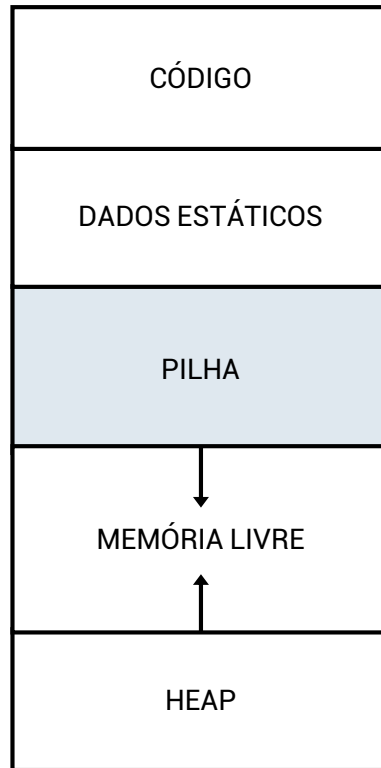 CÓDIGO
DADOS ESTÁTICOS
PILHA
MEMÓRIA LIVRE
HEAP